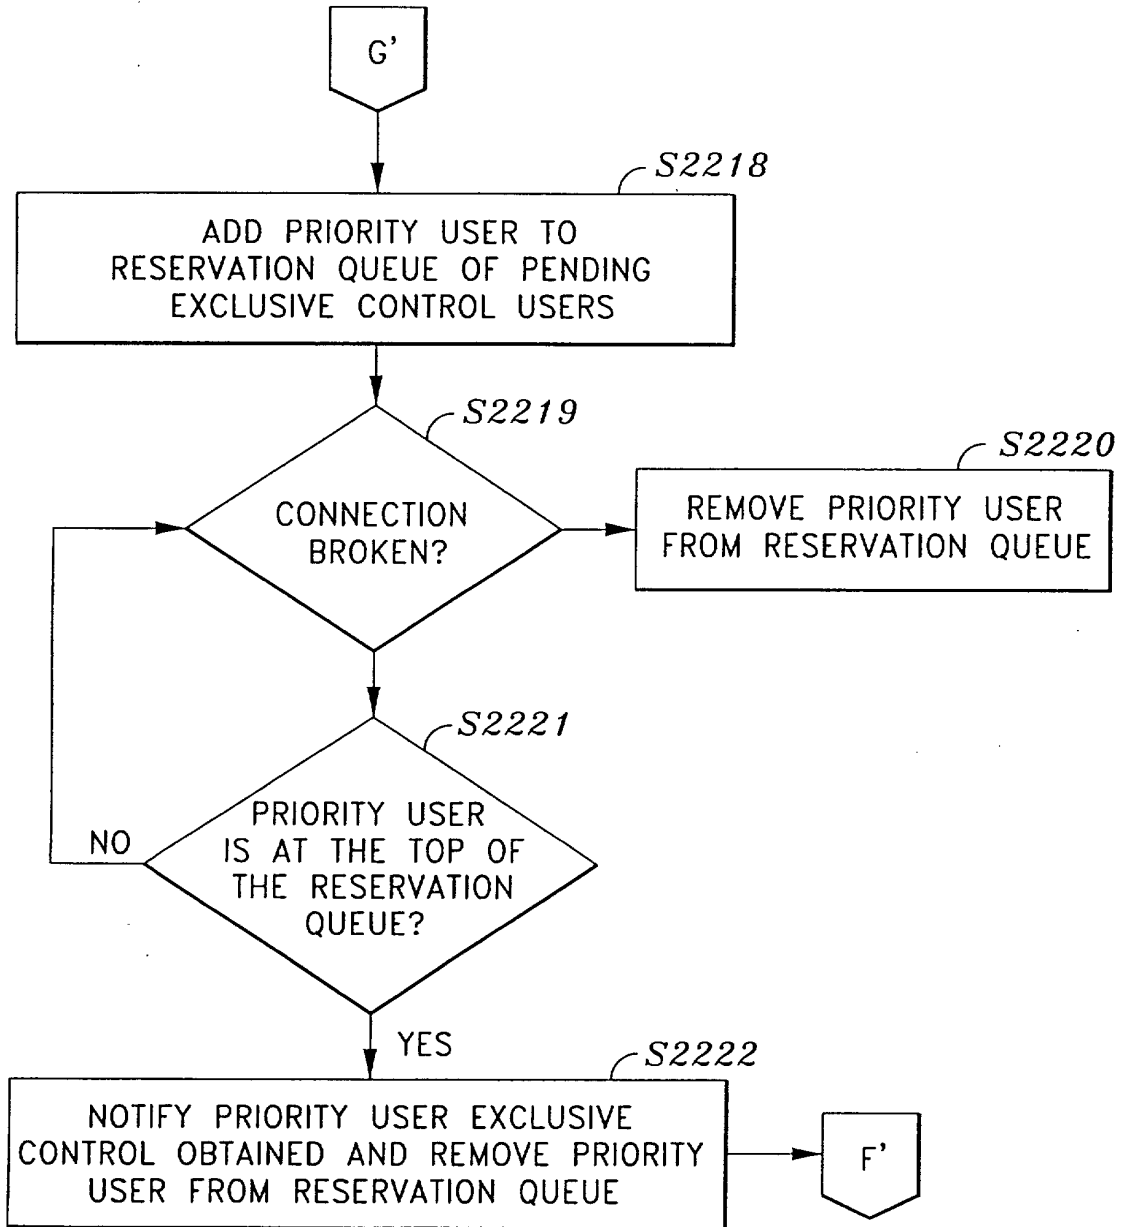 G'
S2218
ADD PRIORITY USER TO
RESERVATION QUEUE OF PENDING
EXCLUSIVE CONTROL USERS
S2219
CONNECTION
BROKEN?
S2220
REMOVE PRIORITY USER
FROM RESERVATION QUEUE
S2221
PRIORITY USER
IS AT THE TOP OF
THE RESERVATION
QUEUE?
NO
YES
S2222
NOTIFY PRIORITY USER EXCLUSIVE
CONTROL OBTAINED AND REMOVE PRIORITY
USER FROM RESERVATION QUEUE
F'